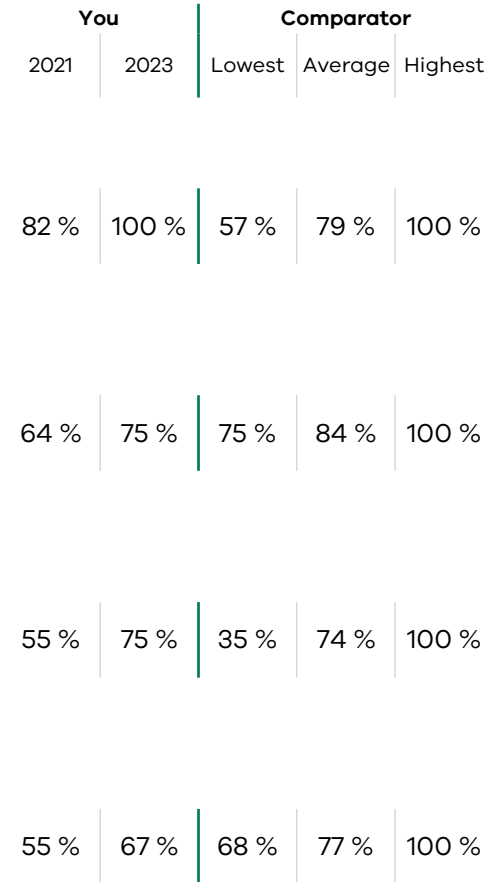 You Comparator
2021 2023 Lowest Average Highest
82 % 100 % 57 % 79 % 100 %
64 % 75 % 75 % 84 % 100 %
55 % 75 % 35 % 74 % 100 %
55 % 67 % 68 % 77 % 100 %